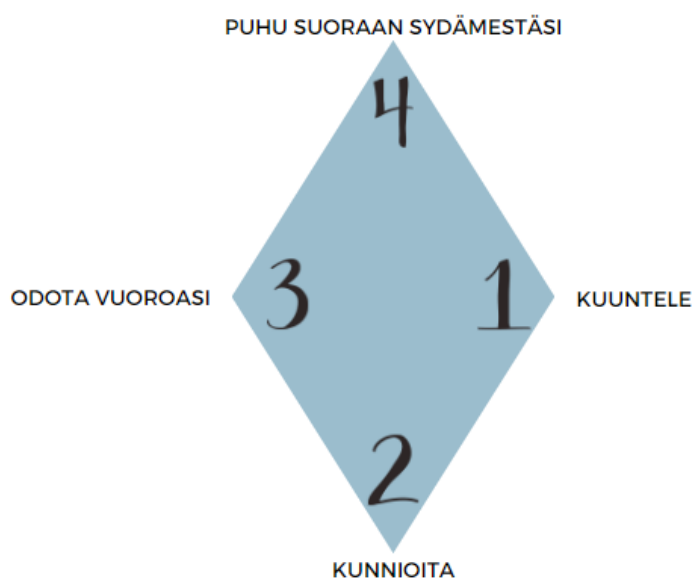 PUHU SUORAAN SYDÄMESTÄSI
4
ODOTA VUOROASI 3 1 KUUNTELE
2
KUNNIOITA